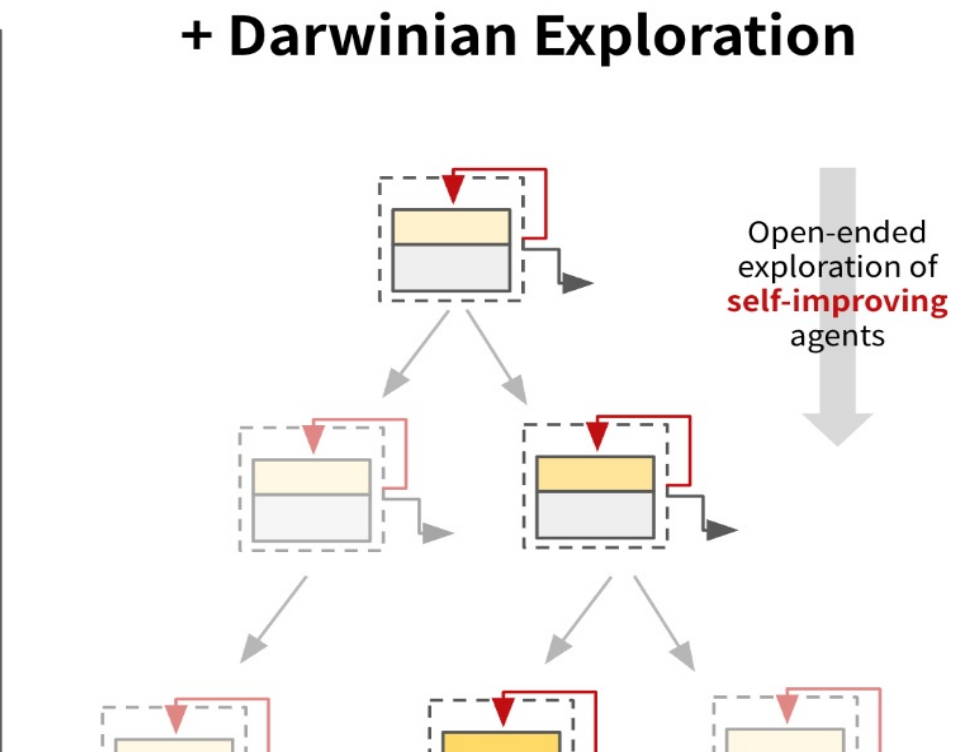 + Darwinian Exploration
Open-ended
exploration of
self-improving
agents